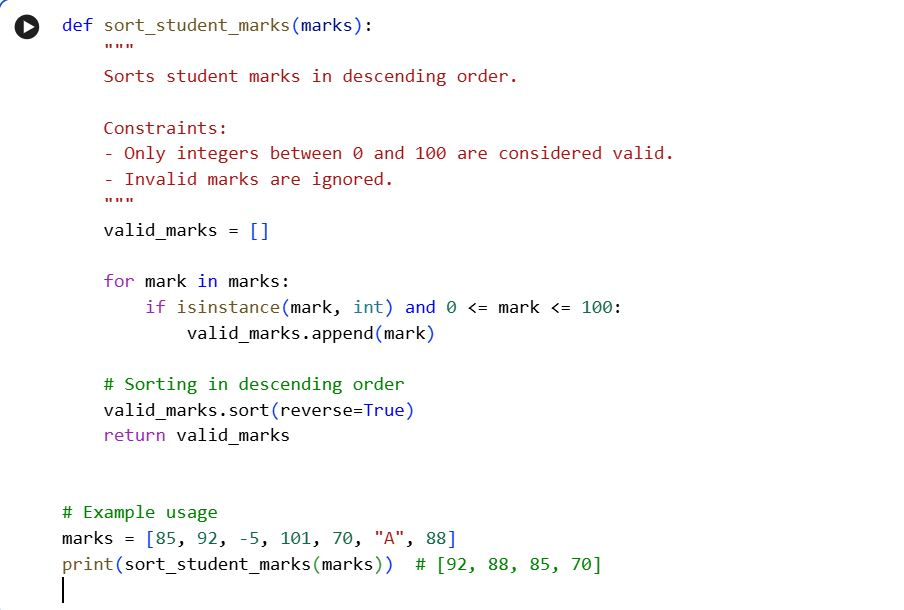 def sort_student_marks(marks):
    """
    Sorts student marks in descending order.

    Constraints:
    - Only integers between 0 and 100 are considered valid.
    - Invalid marks are ignored.
    """
    valid_marks = []

    for mark in marks:
        if isinstance(mark, int) and 0 <= mark <= 100:
            valid_marks.append(mark)

    # Sorting in descending order
    valid_marks.sort(reverse=True)
    return valid_marks


# Example usage
marks = [85, 92, -5, 101, 70, "A", 88]
print(sort_student_marks(marks))  # [92, 88, 85, 70]